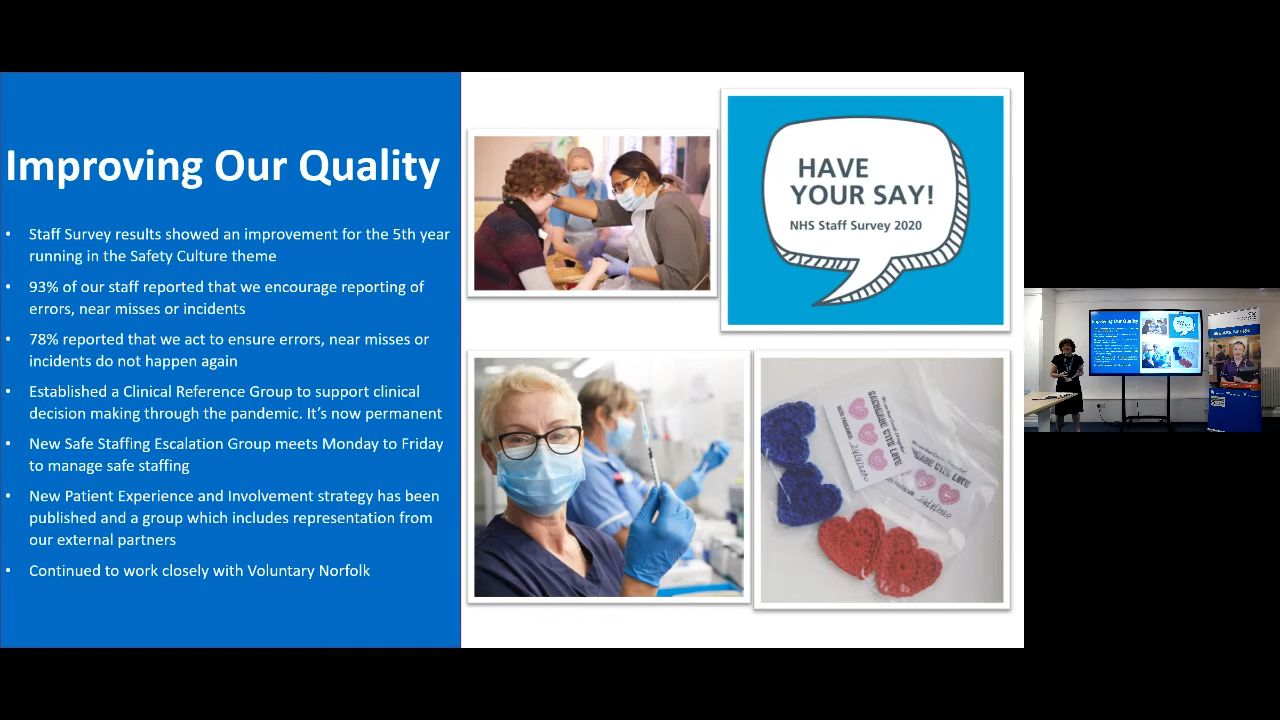 Improving Our Quality
• Staff Survey results showed an improvement for the 5th year
running in the Safety Culture theme
• 93% of our staff reported that we encourage reporting of
errors, near misses or incidents
• 78% reported that we act to ensure errors, near misses or
incidents do not happen again
• Established a Clinical Reference Group to support clinical
decision making through the pandemic. It's now permanent
• New Safe Staffing Escalation Group meets Monday to Friday
to manage safe staffing
• New Patient Experience and Involvement strategy has been
published and a group which includes representation from
our external partners
• Continued to work closely with Voluntary Norfolk
HAVE
YOUR SAY!
NHS Staff Survey 2020
WITH LOVE
Improving Our Quality